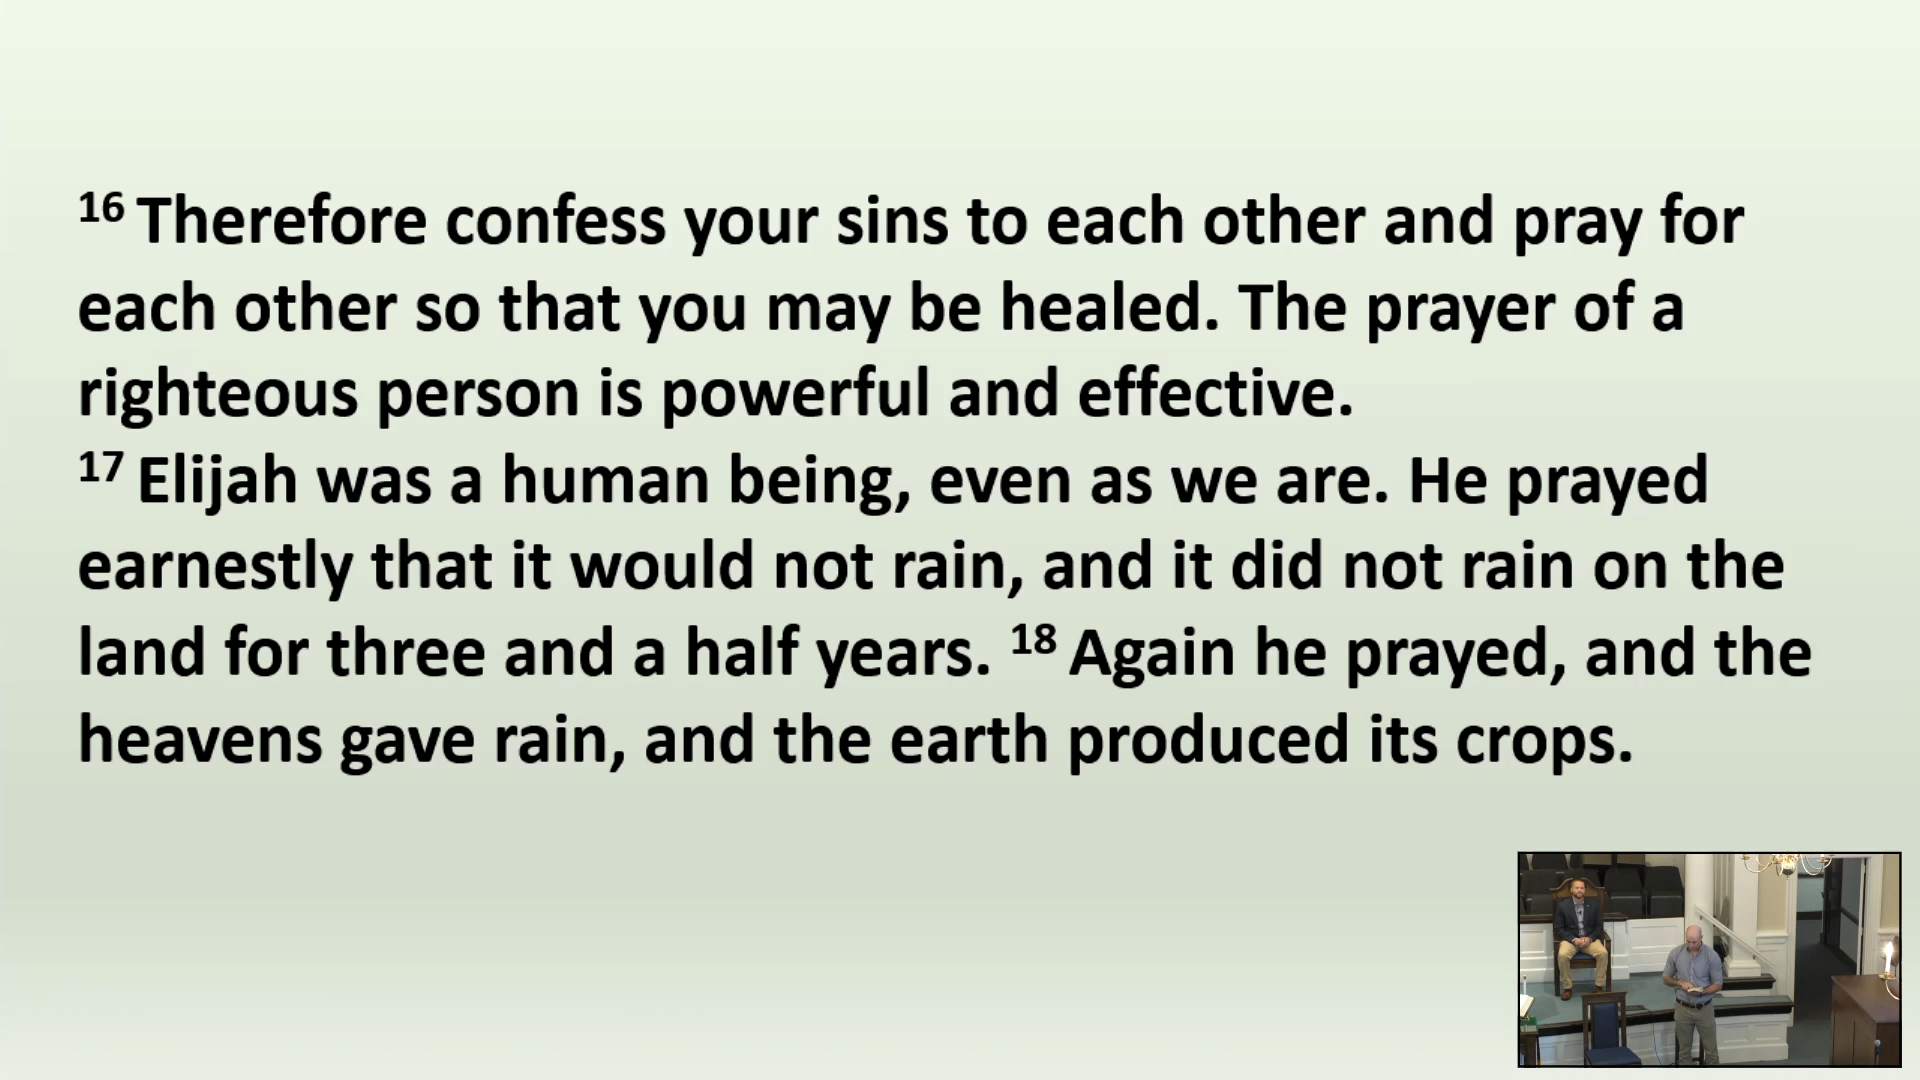 16 Therefore confess your sins to each other and pray for
each other so that you may be healed. The prayer of a
righteous person is powerful and effective.
17 Elijah was a human being, even as we are. He prayed
earnestly that it would not rain, and it did not rain on the
land for three and a half years. 18 Again he prayed, and the
heavens gave rain, and the earth produced its crops.